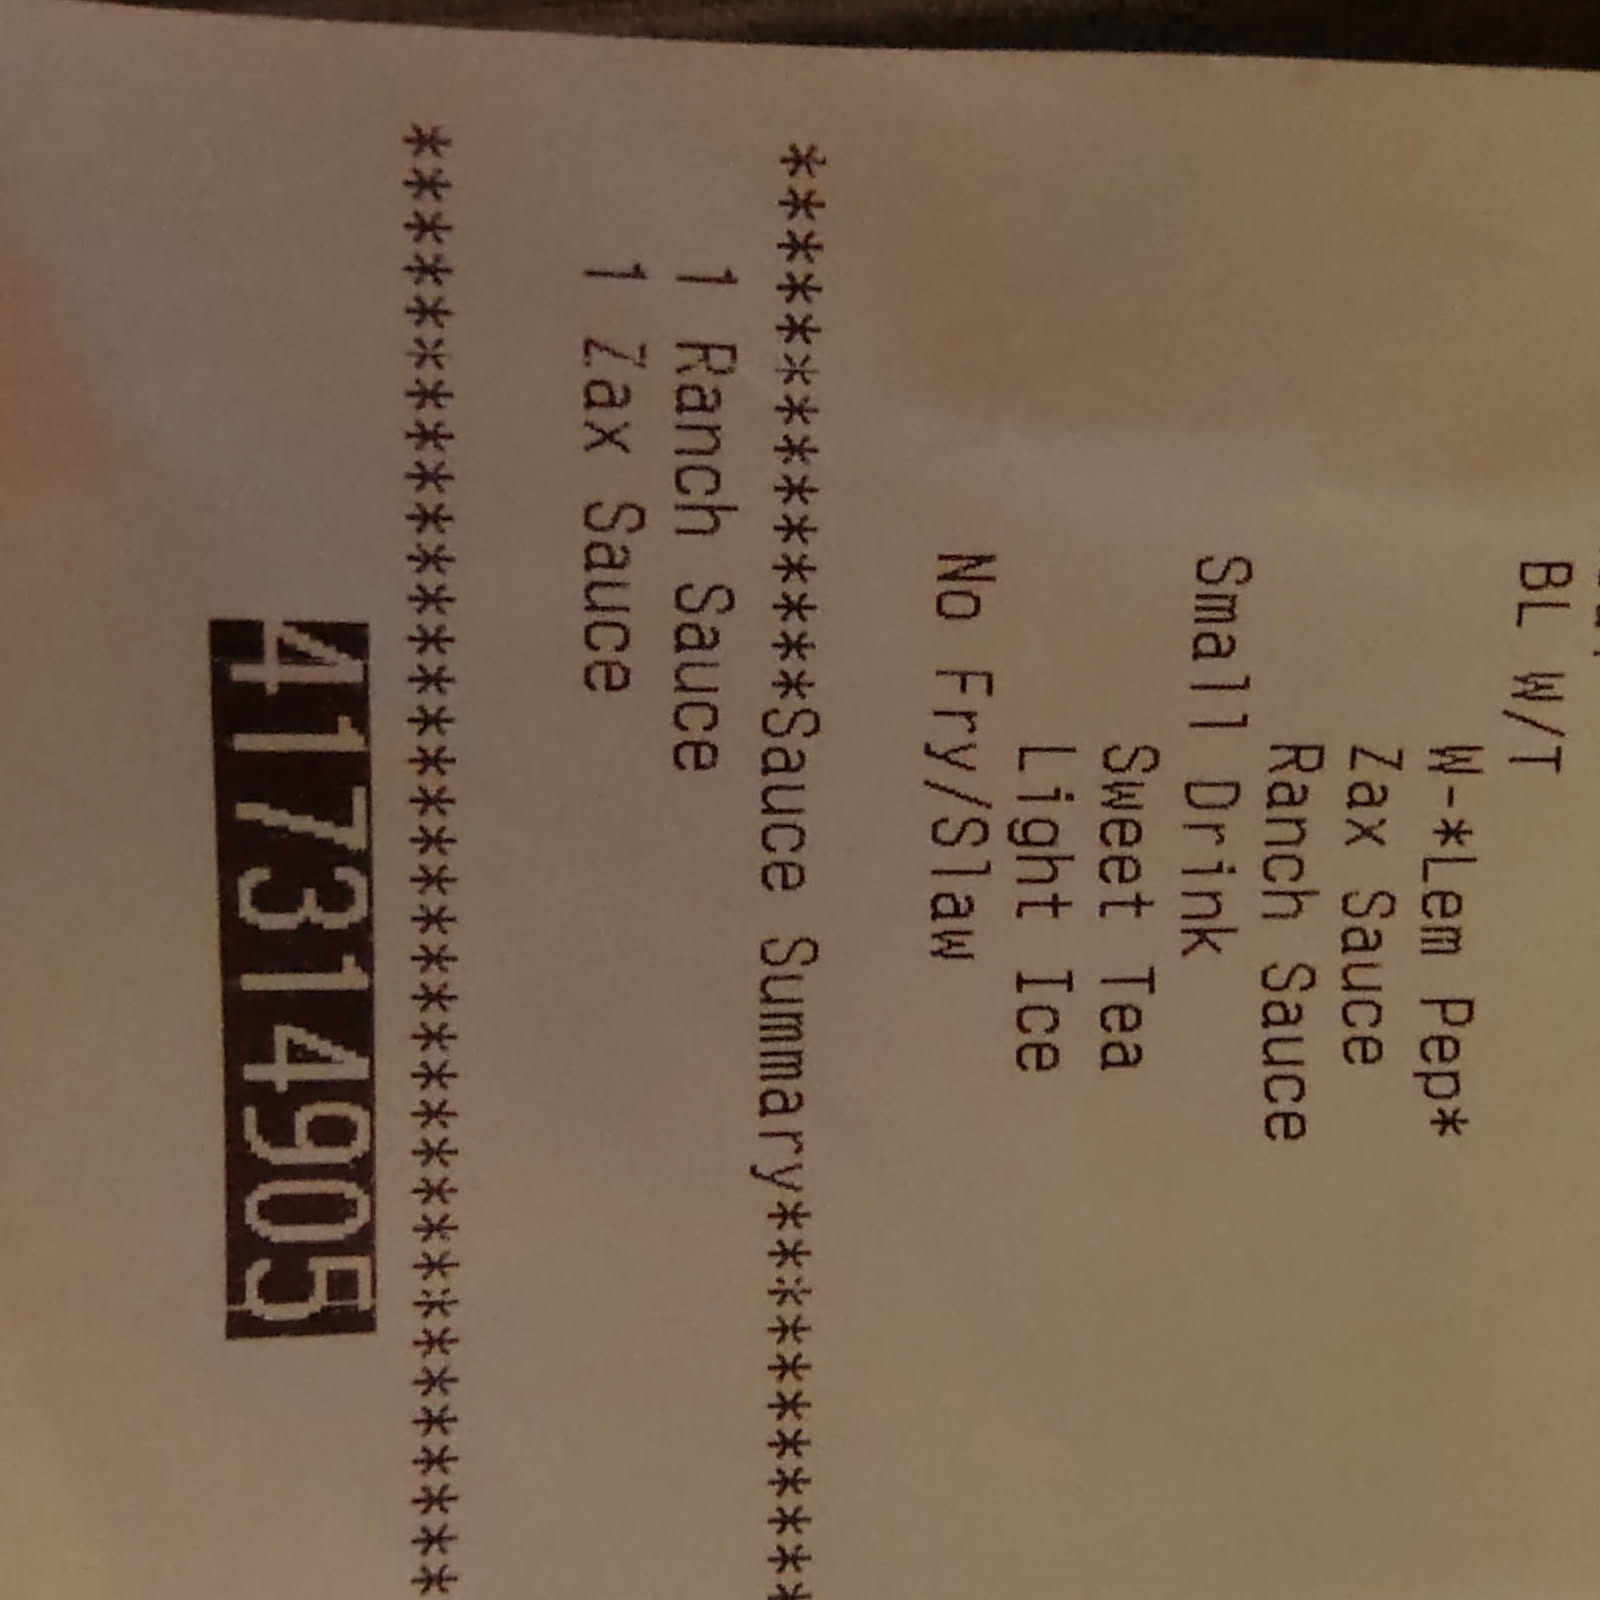 BL W/T
W-*Lem Pep*
Zax Sauce
Ranch Sauce
Small Drink
Sweet Tea
Light Ice
No Fry/Slaw
**************Sauce Summary***********
1 Ranch Sauce
1 Zax Sauce
*************************************
417314905